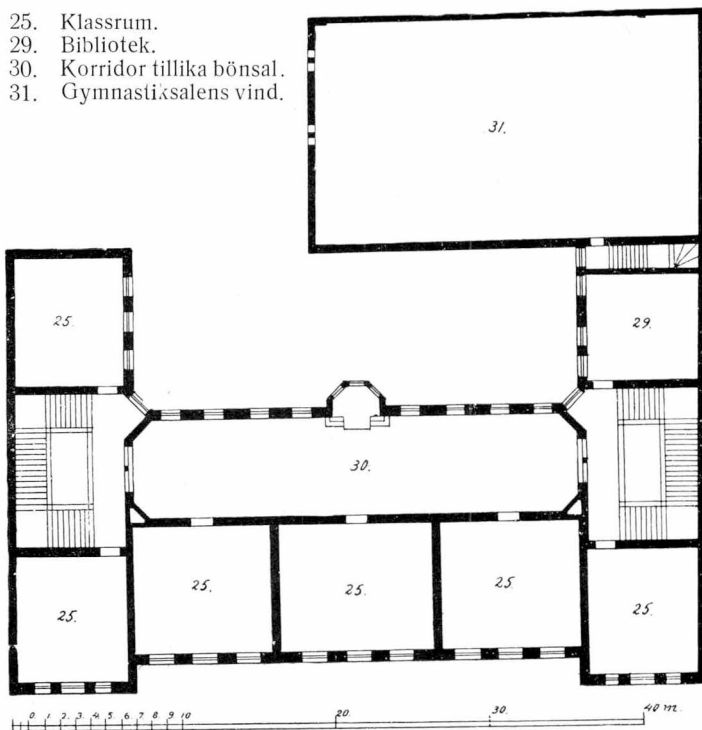 25. Klassrum.
29. Bibliotek.
30. Korridor tillika bönsal.
31. Gymnastiksalens vind.
31.
25.
29.
30.
25. 25. 25. 25. 25.
0. 1. 2. 3. 4. 5. 6 7. 8. 9. 10 20. 30. 40 m.